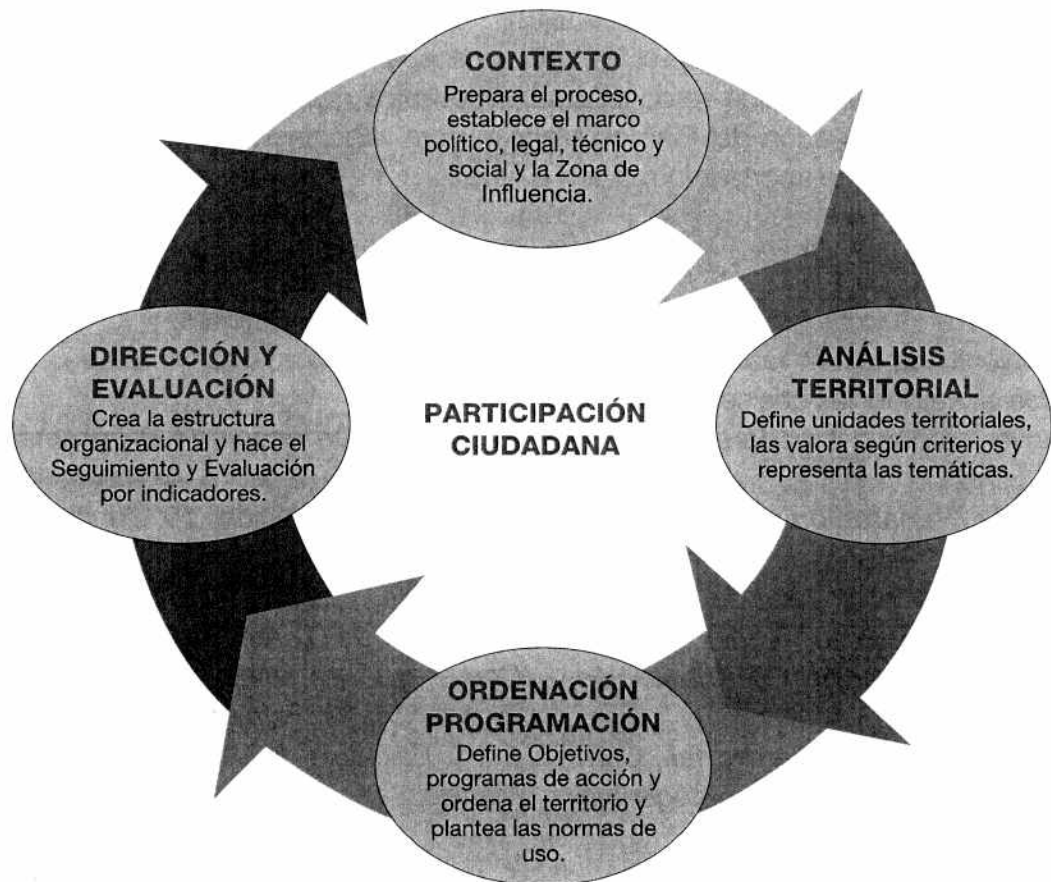 CONTEXTO
Prepara el proceso,
establece el marco
político, legal, técnico y
social y la Zona de
Influencia.
DIRECCIÓN Y
EVALUACIÓN
Crea la estructura
organizacional y hace el
Seguimiento y Evaluación
por indicadores.
PARTICIPACIÓN
CIUDADANA
ANÁLISIS
TERRITORIAL
Define unidades territoriales,
las valora según criterios y
representa las temáticas.
ORDENACIÓN
PROGRAMACIÓN
Define Objetivos,
programas de acción y
ordena el territorio y
plantea las normas de
uso.